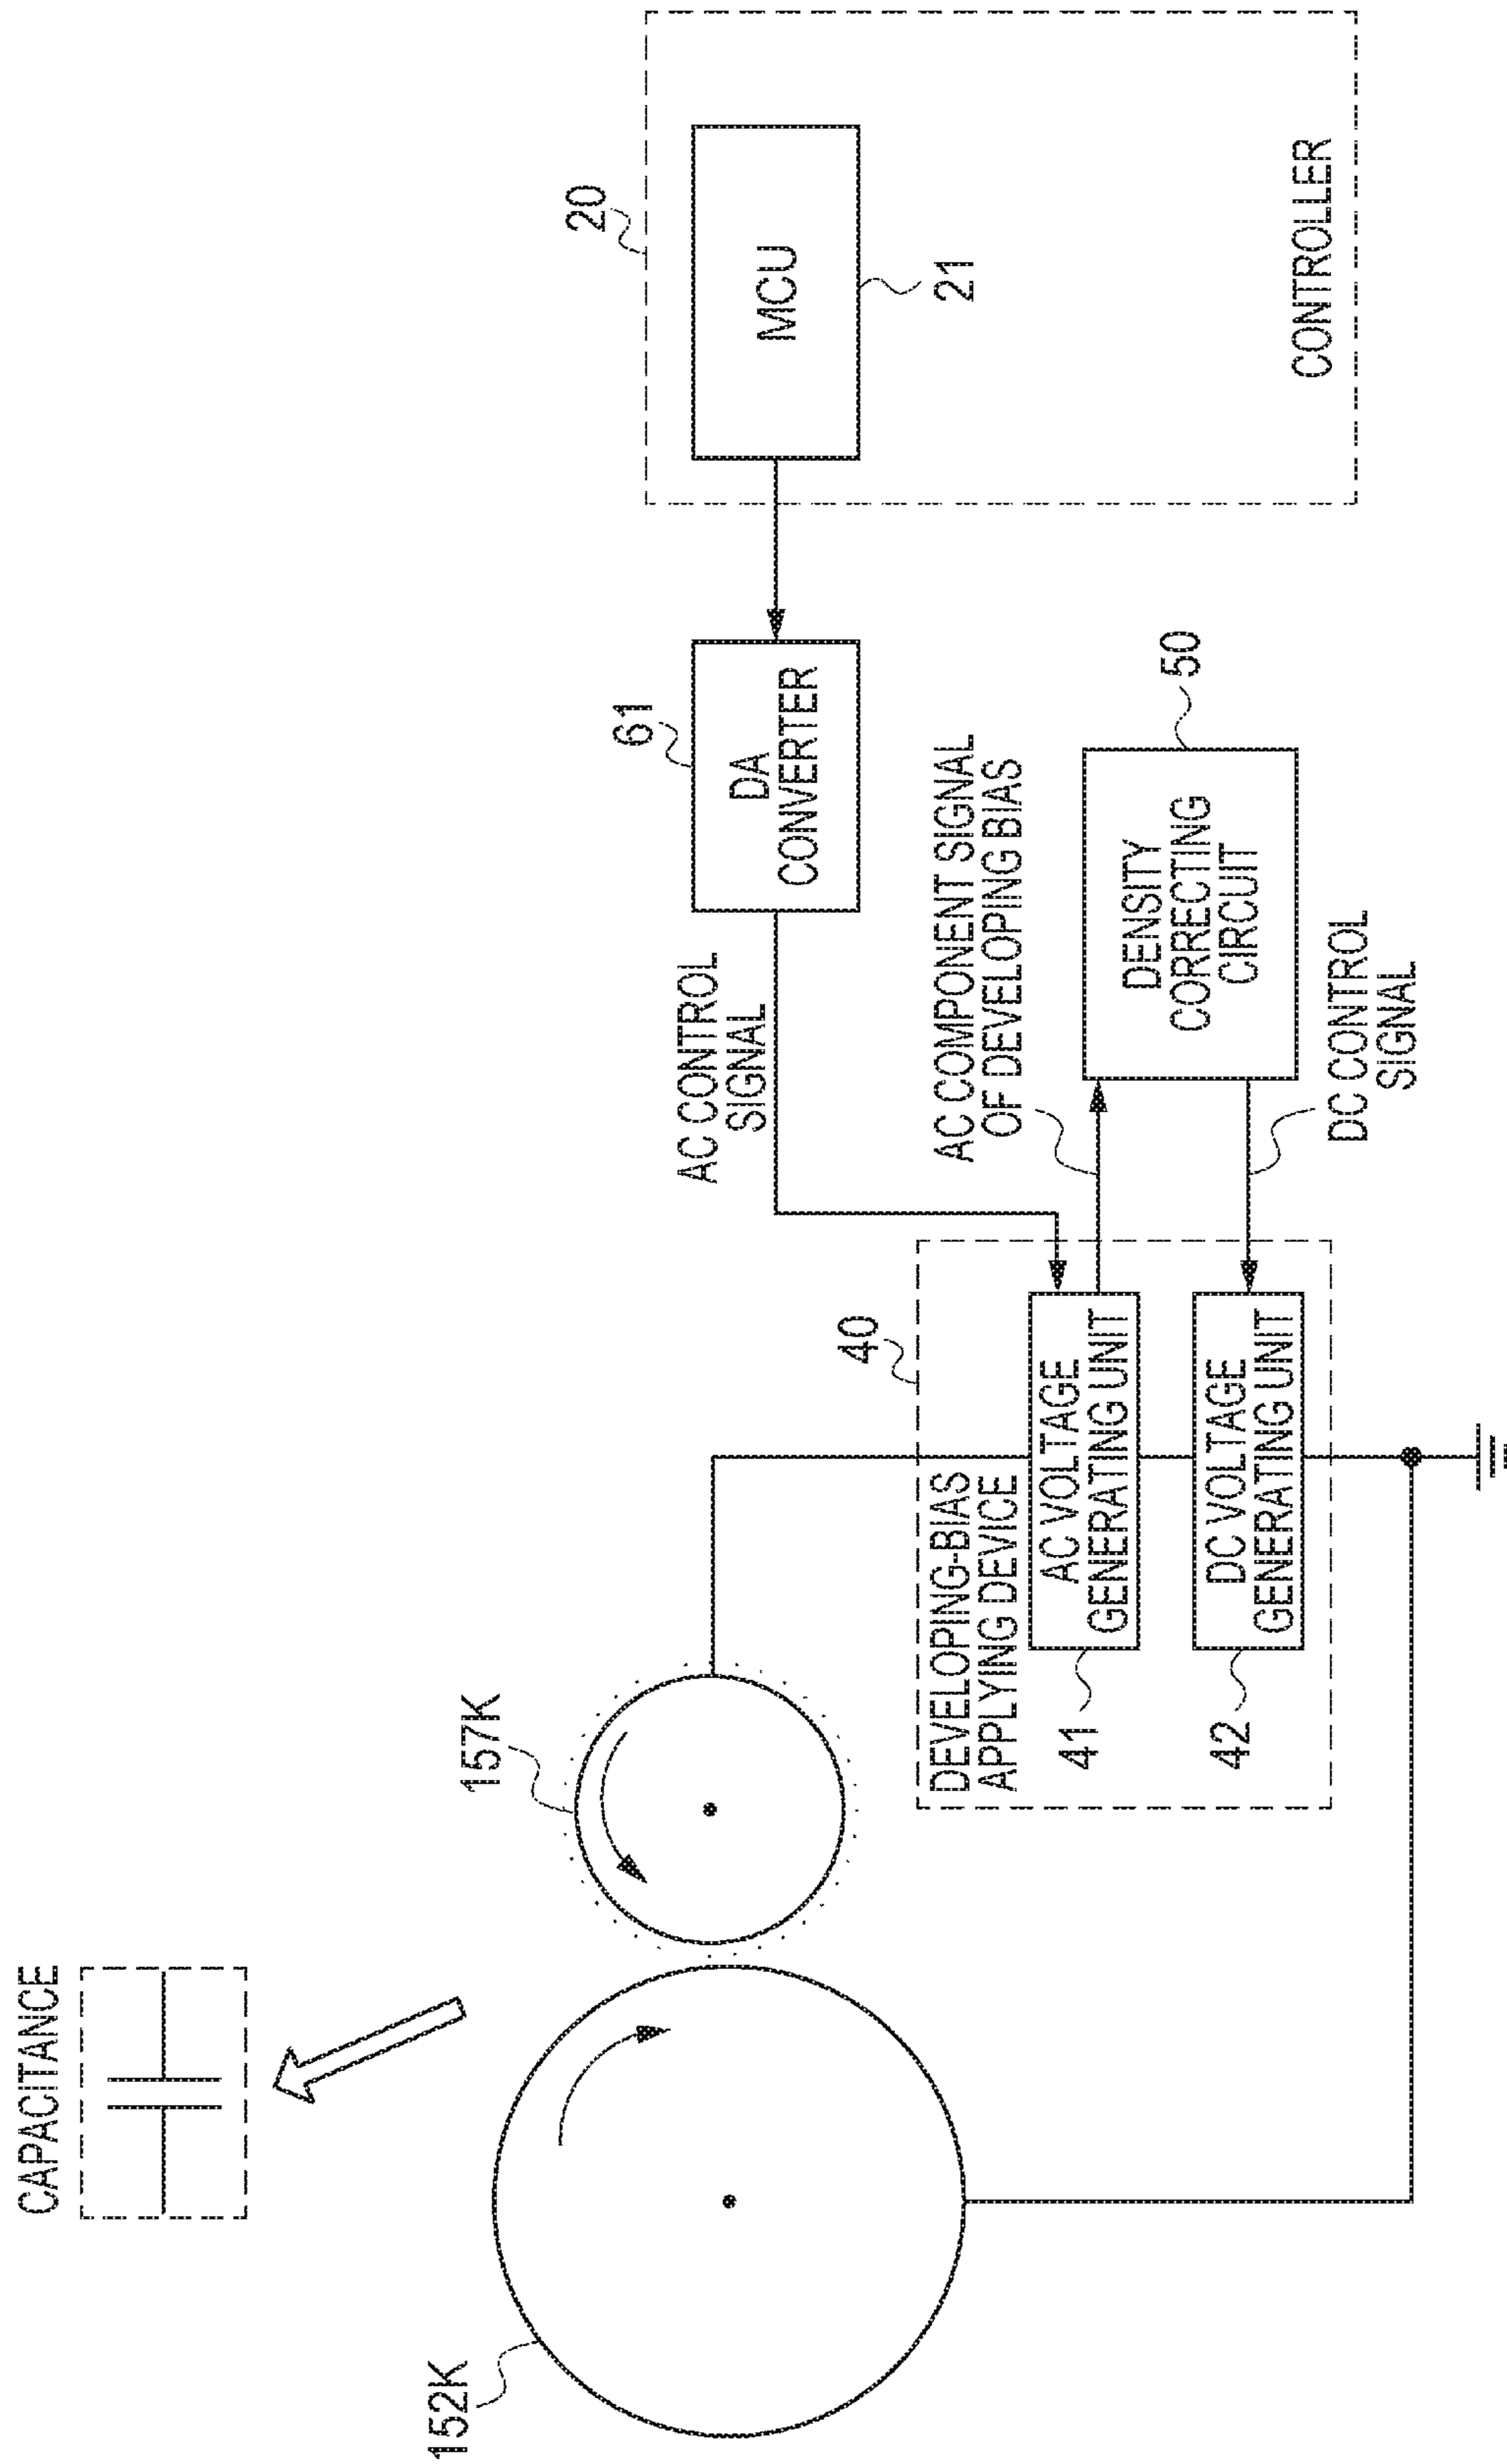 CAPACITANCE
152K
157K
40
DEVELOPING-BIAS
APPLYING DEVICE
AC VOLTAGE
GENERATING UNIT
41
DC VOLTAGE
GENERATING UNIT
42
AC CONTROL
SIGNAL
61
DA
CONVERTER
AC COMPONENT SIGNAL
OF DEVELOPING BIAS
50
DENSITY
CORRECTING
CIRCUIT
DC CONTROL
SIGNAL
20
MCU
21
CONTROLLER